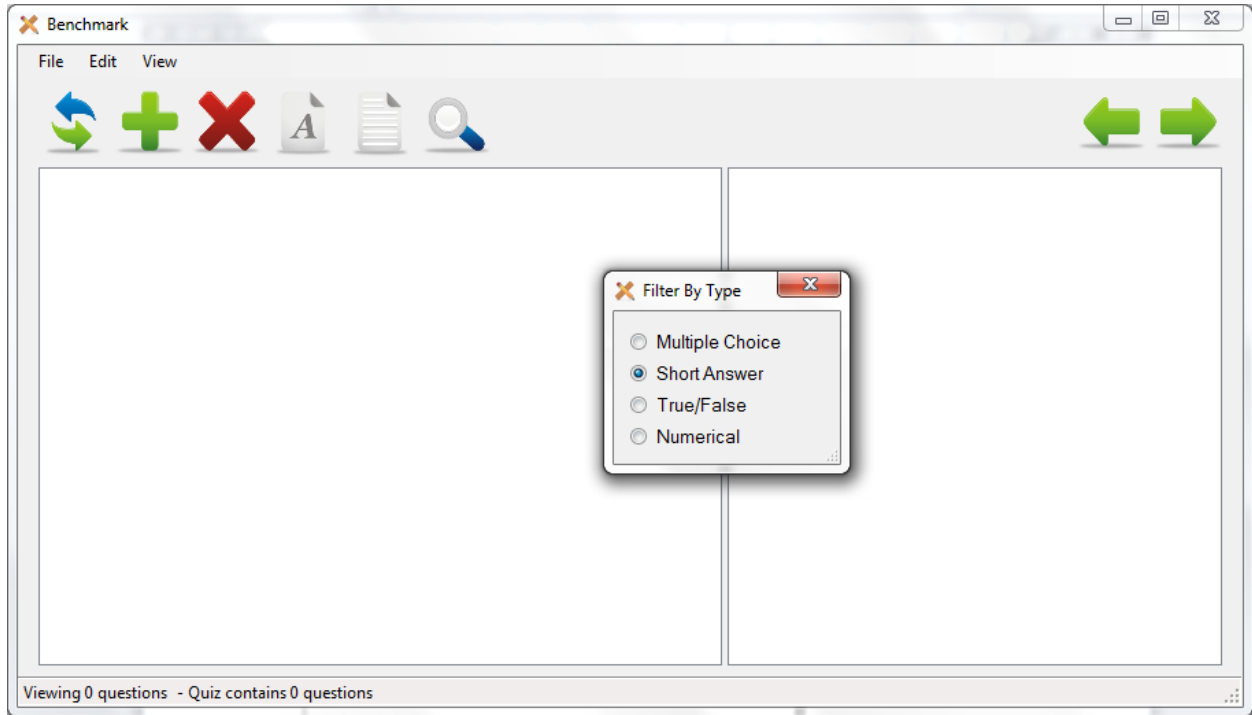 Benchmark
File Edit View
A
Filter By Type
Multiple Choice
Short Answer
True/False
Numerical
Viewing 0 questions - Quiz contains 0 questions